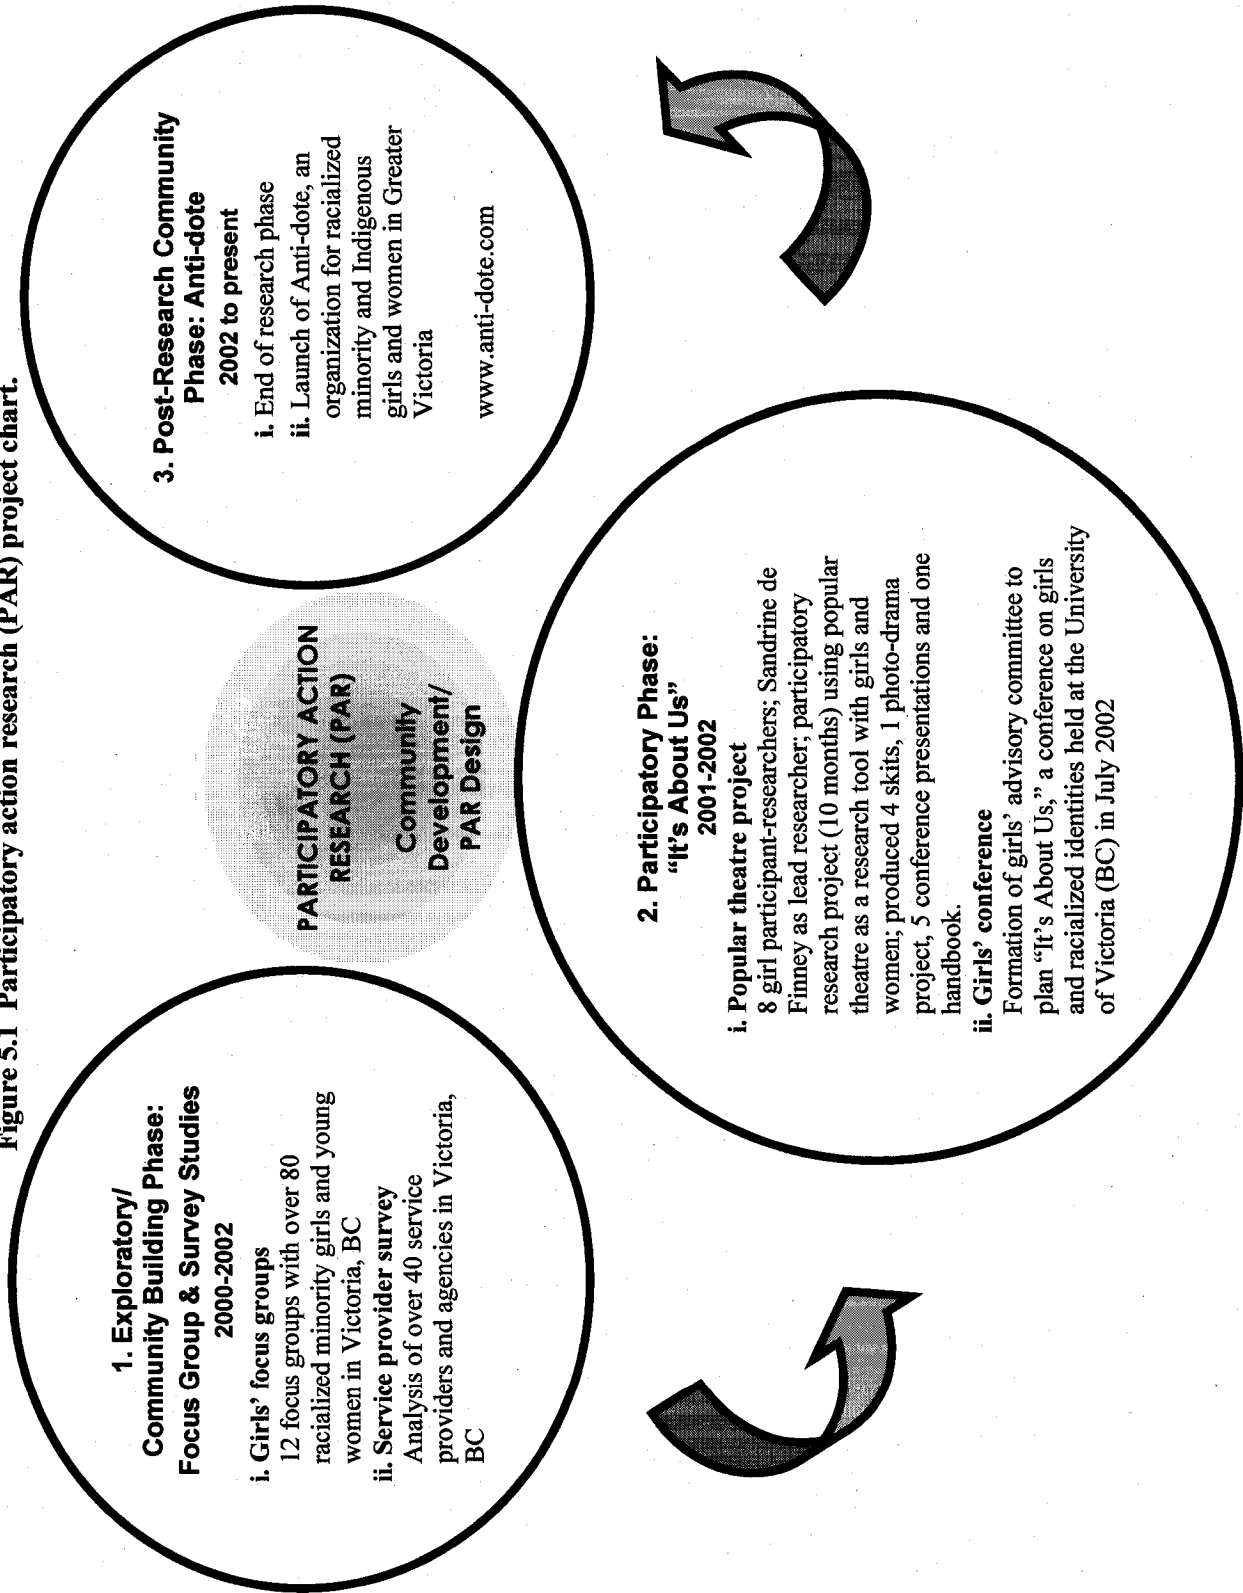 Figure 5.1 Participatory action research (PAR) project chart.
1. Exploratory/
Community Building Phase:
Focus Group & Survey Studies
2000-2002
i. Girls' focus groups
12 focus groups with over 80
racialized minority girls and young
women in Victoria, BC
ii. Service provider survey
Analysis of over 40 service
providers and agencies in Victoria,
BC
PARTICIPATORY ACTION
RESEARCH (PAR)
Community
Development/
PAR Design
2. Participatory Phase:
“It's About Us”
2001-2002
i. Popular theatre project
8 girl participant-researchers; Sandrine de
Finney as lead researcher; participatory
research project (10 months) using popular
theatre as a research tool with girls and
women; produced 4 skits, 1 photo-drama
project, 5 conference presentations and one
handbook.
ii. Girls' conference
Formation of girls' advisory committee to
plan “It's About Us,” a conference on girls
and racialized identities held at the University
of Victoria (BC) in July 2002
3. Post-Research Community
Phase: Anti-dote
2002 to present
i. End of research phase
ii. Launch of Anti-dote, an
organization for racialized
minority and Indigenous
girls and women in Greater
Victoria
www.anti-dote.com